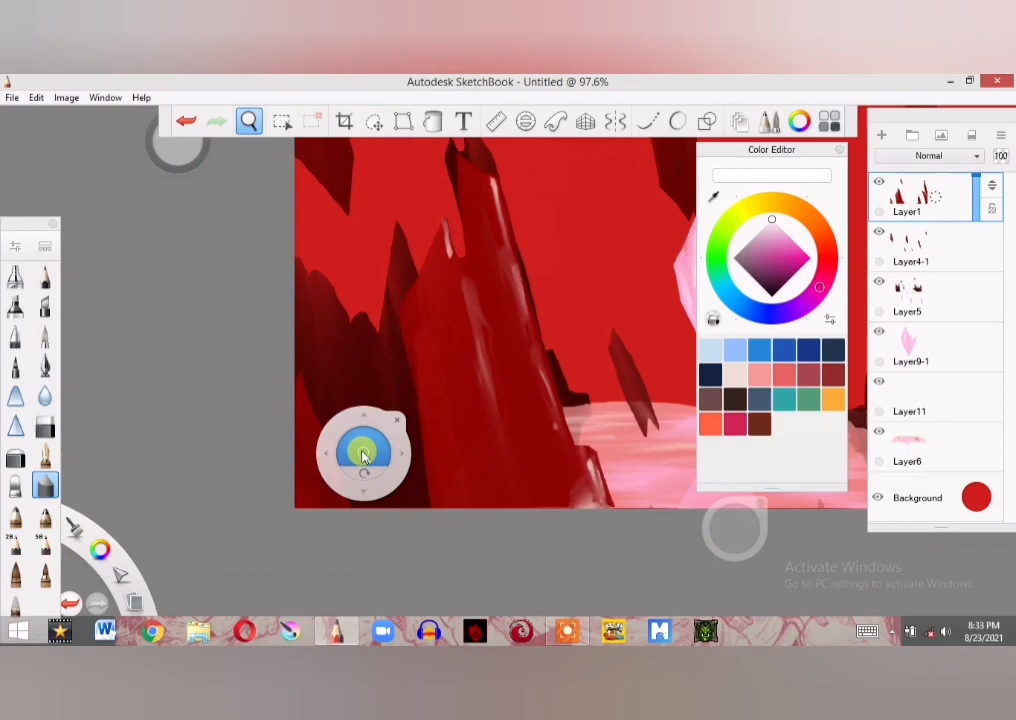 Autodesk SketchBook - Untitled @ 97.6%
File Edit Image Window Help
T
Color Editor
Normal 100
Layer1
Layer4-1
Layer5
Layer9-1
Layer11
Layer6
Background
2B 5B
Activate Windows
Go to PC settings to activate Windows.
W
8:33 PM
8/23/2021